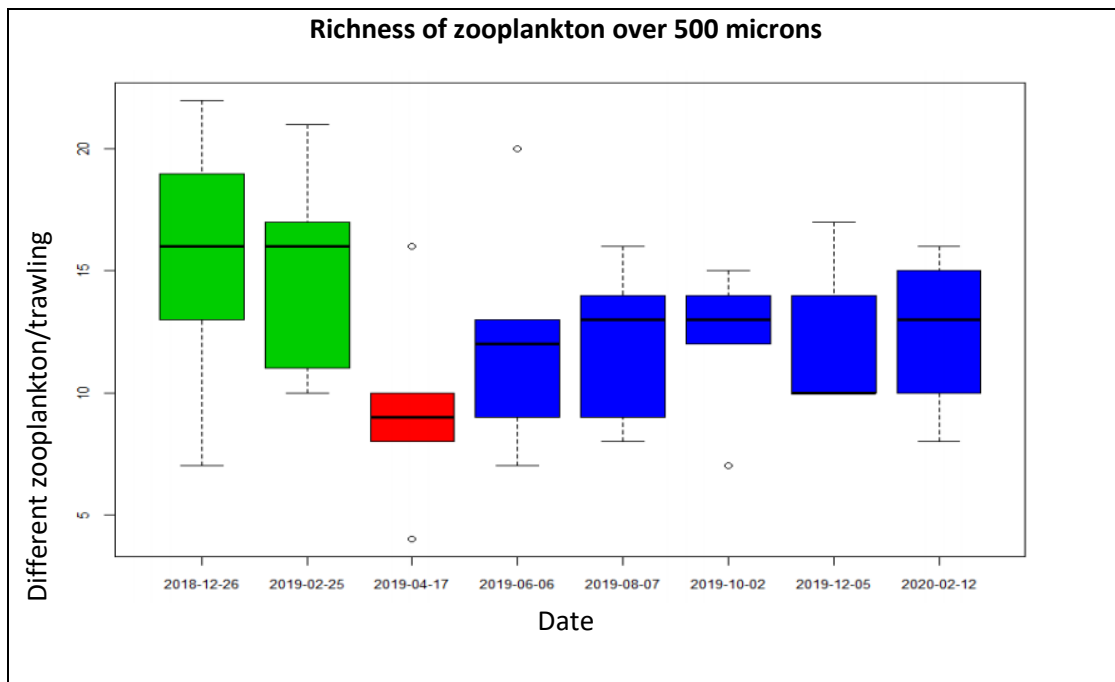 Richness of zooplankton over 500 microns
Different zooplankton/trawling
20
15
10
5
2018-12-26 2019-02-25 2019-04-17 2019-06-06 2019-08-07 2019-10-02 2019-12-05 2020-02-12
Date